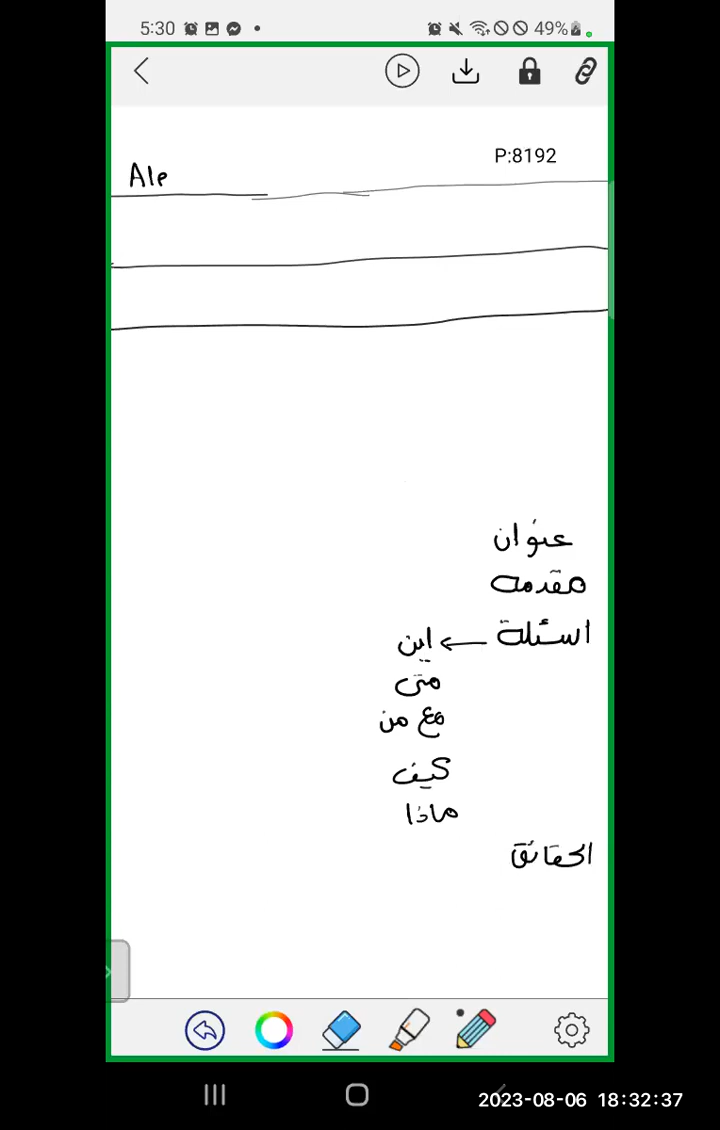 5:30 49%
P:8192
Ale
عنوان
مقدمة
اسئلة ← اين
متى
مع من
كيف
ماذا
الحقائق
2023-08-06 18:32:37